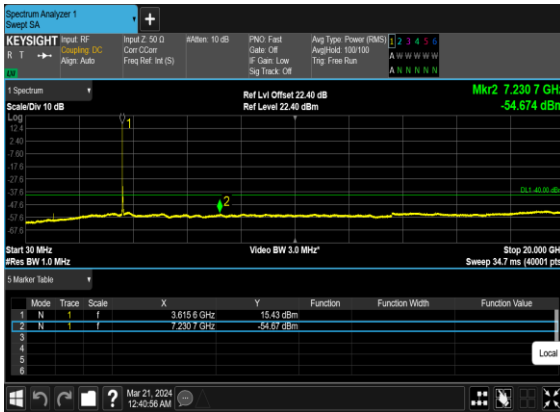 Spectrum Analyzer 1
Swept SA
+
KEYSIGHT Input: RF Input Z: 50 Ω #Atten: 10 dB PNO: Fast Avg Type: Power (RMS) 1 2 3 4 5 6
R T Coupling: DC Corr CCorr Gate: Off Avg|Hold: 100/100 A W W W W W
Align: Auto Freq Ref: Int (S) IF Gain: Low Trig: Free Run
Sig Track: Off A N N N N N
LXI
1 Spectrum Ref Lvl Offset 22.40 dB Mkr2 7.230 7 GHz
Scale/Div 10 dB Ref Level 22.40 dBm -54.674 dBm
Log
1
12.4
2.40
-7.60
-17.6
-27.6
-37.6 DL1 -40.00 dBm
2
-47.6
-57.6
-67.6
Start 30 MHz Video BW 3.0 MHz* Stop 20.000 GHz
#Res BW 1.0 MHz Sweep 34.7 ms (40001 pts)
5 Marker Table
Mode Trace Scale X Y Function Function Width Function Value
1 N 1 f 3.615 6 GHz 15.43 dBm
2 N 1 f 7.230 7 GHz -54.67 dBm
3
4
5
6
Local
? Mar 21, 2024
12:40:56 AM